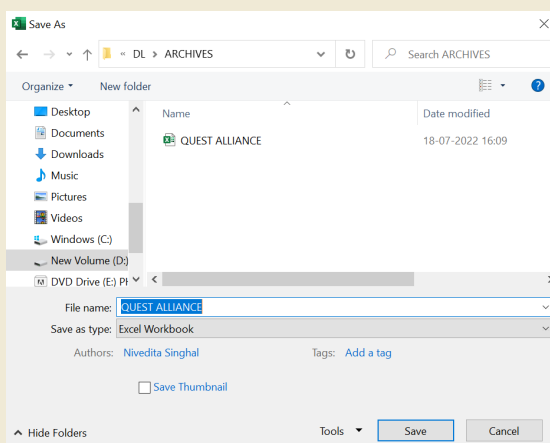 Save As
« DL > ARCHIVES
Search ARCHIVES
Organize
New folder
Name
Date modified
Desktop
Documents
Downloads
Music
Pictures
Videos
Windows (C:)
New Volume (D:)
DVD Drive (E:) PH
QUEST ALLIANCE
18-07-2022 16:09
File name: QUEST ALLIANCE
Save as type: Excel Workbook
Authors: Nivedita Singhal
Tags: Add a tag
Save Thumbnail
Hide Folders
Tools
Save
Cancel